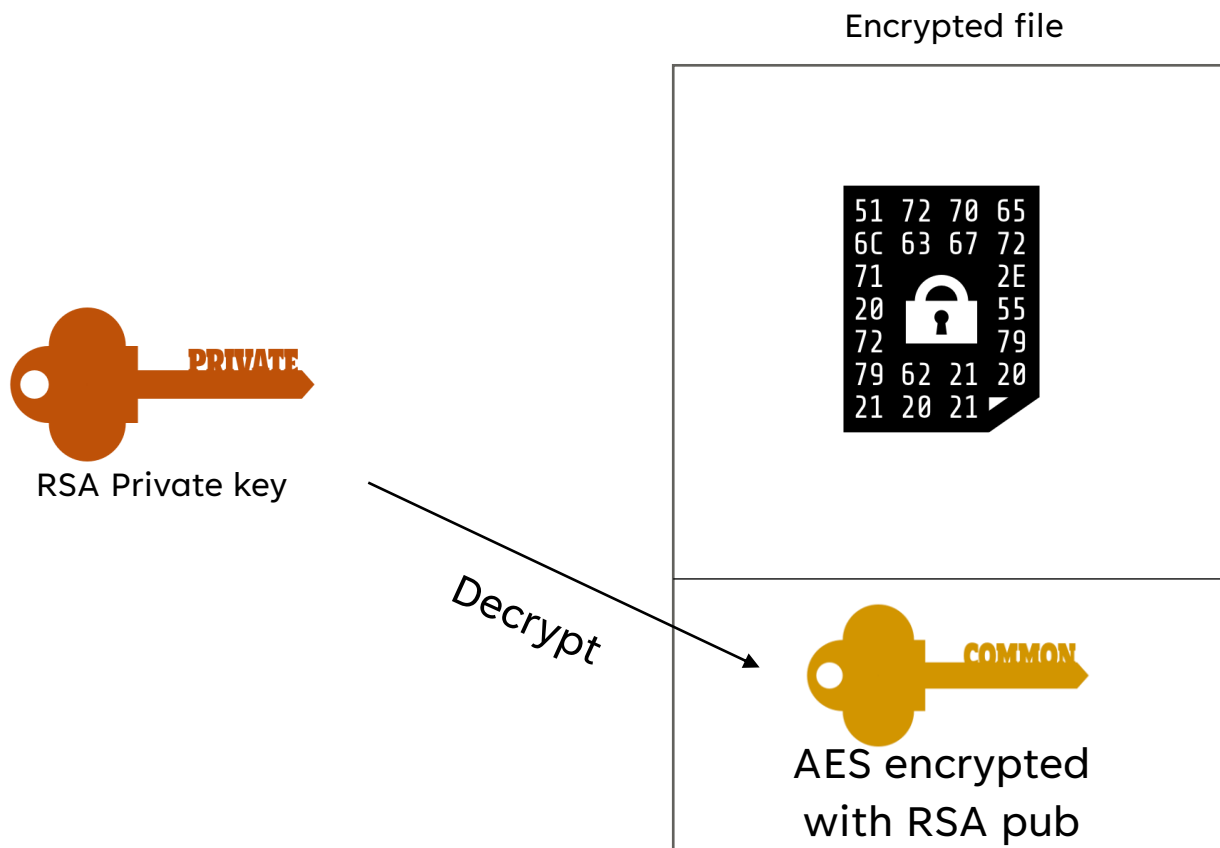 Encrypted file
51 72 70 65
6C 63 67 72
71 2E
20 55
72 79
79 62 21 20
21 20 21
PRIVATE
RSA Private key
Decrypt
COMMON
AES encrypted
with RSA pub